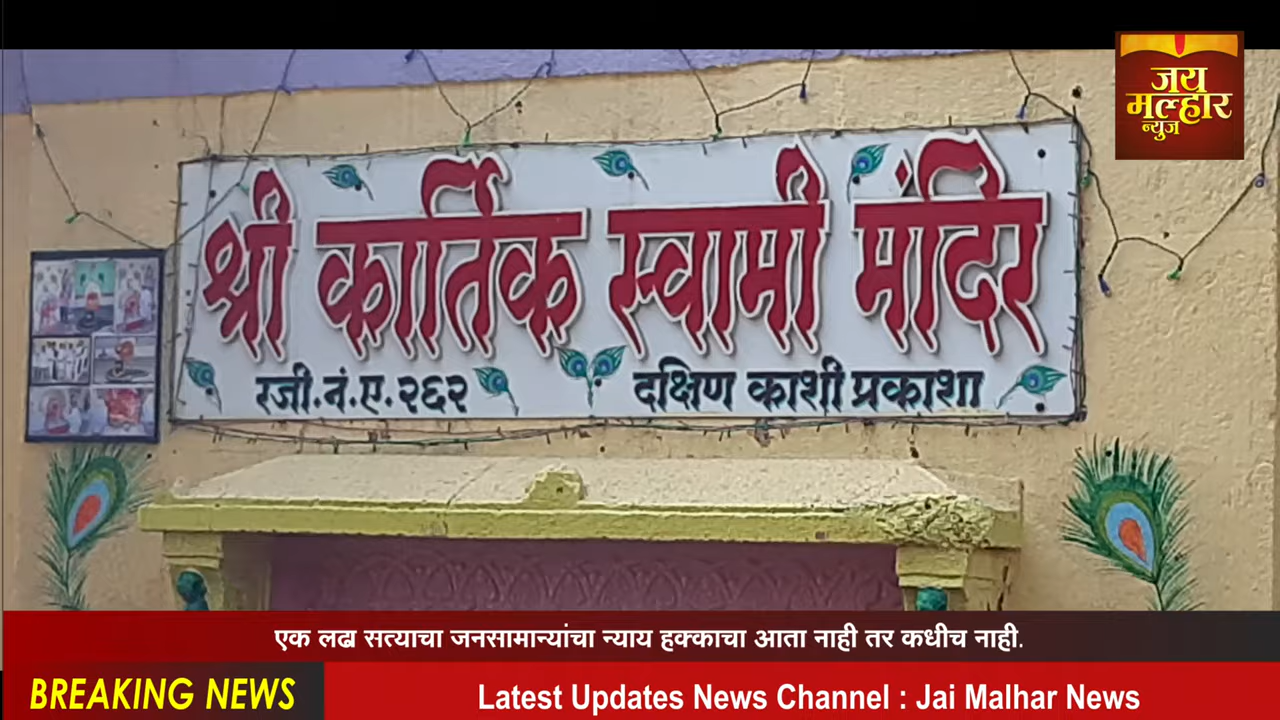 जय
मल्हार
न्युज
श्री कार्तिक स्वामी मंदिर
रजी.नं.ए.२६२
दक्षिण काशी प्रकाशा
एक लढा सत्याचा जनसामान्यांचा न्याय हक्काचा आता नाही तर कधीच नाही.
BREAKING NEWS
Latest Updates News Channel : Jai Malhar News